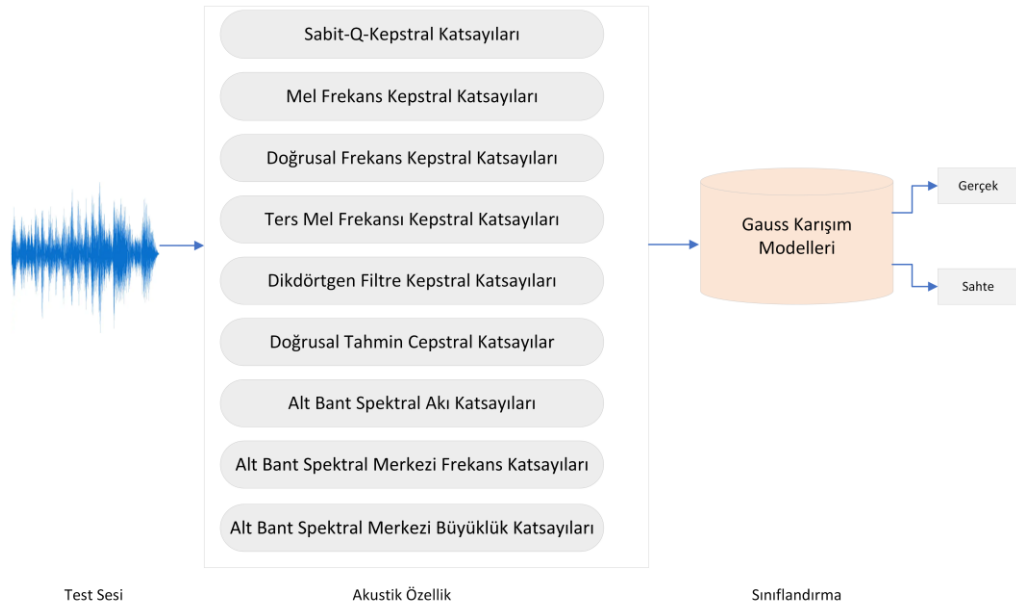 Sabit-Q-Kepstral Katsayıları
Mel Frekans Kepstral Katsayıları
Doğrusal Frekans Kepstral Katsayıları
Ters Mel Frekansı Kepstral Katsayıları
Dikdörtgen Filtre Kepstral Katsayıları
Doğrusal Tahmin Cepstral Katsayılar
Alt Bant Spektral Akı Katsayıları
Alt Bant Spektral Merkezi Frekans Katsayıları
Alt Bant Spektral Merkezi Büyüklük Katsayıları
Gauss Karışım
Modelleri
Gerçek
Sahte
Test Sesi
Akustik Özellik
Sınıflandırma